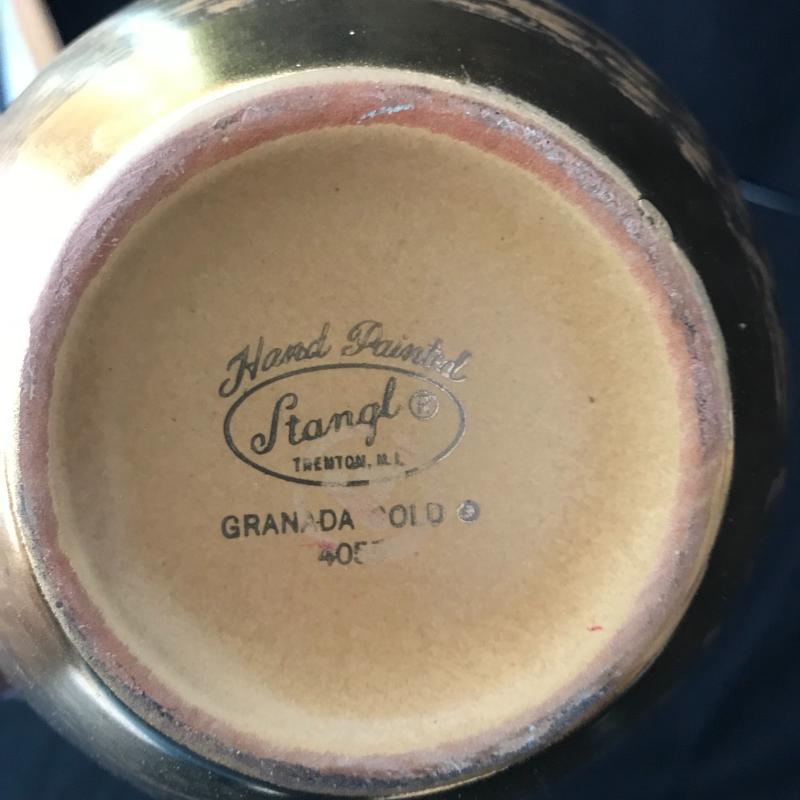 Hand Painted
Stangl ®
TRENTON, N.J.
GRANADA GOLD